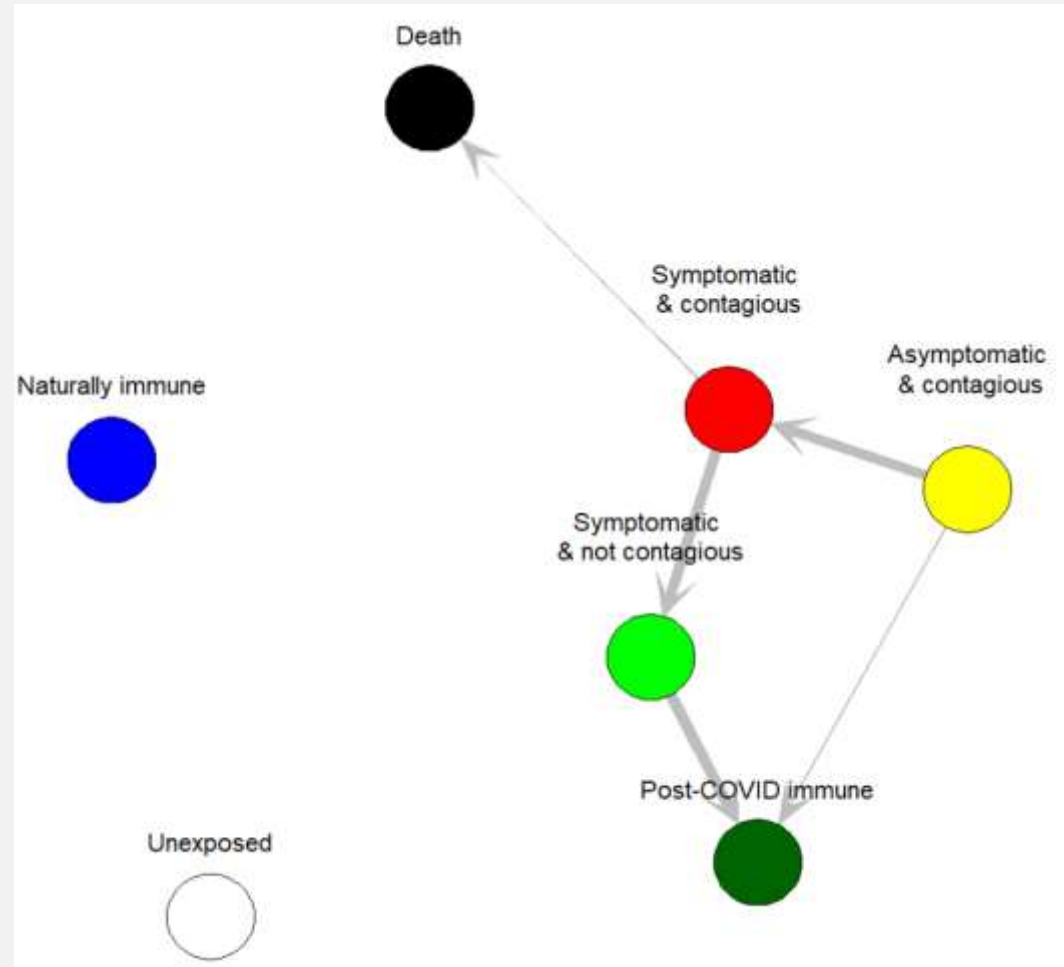 Death
Symptomatic
& contagious
Asymptomatic
& contagious
Naturally immune
Symptomatic
& not contagious
Post-COVID immune
Unexposed